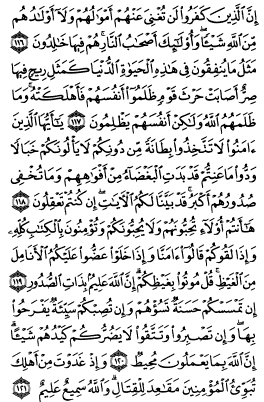 إِنَّ ٱلَّذِينَ كَفَرُوا۟ لَن تُغْنِىَ عَنْهُمْ أَمْوَٰلُهُمْ وَلَآ أَوْلَٰدُهُم
مِّنَ ٱللَّهِ شَيْـًٔا ۖ وَأُو۟لَٰٓئِكَ أَصْحَٰبُ ٱلنَّارِ ۚ هُمْ فِيهَا خَٰلِدُونَ ١١٦
مَثَلُ مَا يُنفِقُونَ فِى هَٰذِهِ ٱلْحَيَوٰةِ ٱلدُّنْيَا كَمَثَلِ رِيحٍ فِيهَا
صِرٌّ أَصَابَتْ حَرْثَ قَوْمٍ ظَلَمُوٓا۟ أَنفُسَهُمْ فَأَهْلَكَتْهُ ۚ وَمَا
ظَلَمَهُمُ ٱللَّهُ وَلَٰكِنْ أَنفُسَهُمْ يَظْلِمُونَ ١١٧ يَٰٓأَيُّهَا ٱلَّذِينَ
ءَامَنُوا۟ لَا تَتَّخِذُوا۟ بِطَانَةً مِّن دُونِكُمْ لَا يَأْلُونَكُمْ خَبَالًا
وَدُّوا۟ مَا عَنِتُّمْ قَدْ بَدَتِ ٱلْبَغْضَآءُ مِنْ أَفْوَٰهِهِمْ وَمَا تُخْفِى
صُدُورُهُمْ أَكْبَرُ ۚ قَدْ بَيَّنَّا لَكُمُ ٱلْـَٔايَٰتِ ۖ إِن كُنتُمْ تَعْقِلُونَ ١١٨
هَٰٓأَنتُمْ أُو۟لَآءِ تُحِبُّونَهُمْ وَلَا يُحِبُّونَكُمْ وَتُؤْمِنُونَ بِٱلْكِتَٰبِ كُلِّهِۦ
وَإِذَا لَقُوكُمْ قَالُوٓا۟ ءَامَنَّا وَإِذَا خَلَوْا۟ عَضُّوا۟ عَلَيْكُمُ ٱلْأَنَامِلَ
مِنَ ٱلْغَيْظِ ۚ قُلْ مُوتُوا۟ بِغَيْظِكُمْ ۗ إِنَّ ٱللَّهَ عَلِيمٌۢ بِذَاتِ ٱلصُّدُورِ ١١٩
إِن تَمْسَسْكُمْ حَسَنَةٌ تَسُؤْهُمْ وَإِن تُصِبْكُمْ سَيِّئَةٌ يَفْرَحُوا۟
بِهَا ۖ وَإِن تَصْبِرُوا۟ وَتَتَّقُوا۟ لَا يَضُرُّكُمْ كَيْدُهُمْ شَيْـًٔا ۗ
إِنَّ ٱللَّهَ بِمَا يَعْمَلُونَ مُحِيطٌ ١٢٠ وَإِذْ غَدَوْتَ مِنْ أَهْلِكَ
تُبَوِّئُ ٱلْمُؤْمِنِينَ مَقَٰعِدَ لِلْقِتَالِ ۗ وَٱللَّهُ سَمِيعٌ عَلِيمٌ ١٢١